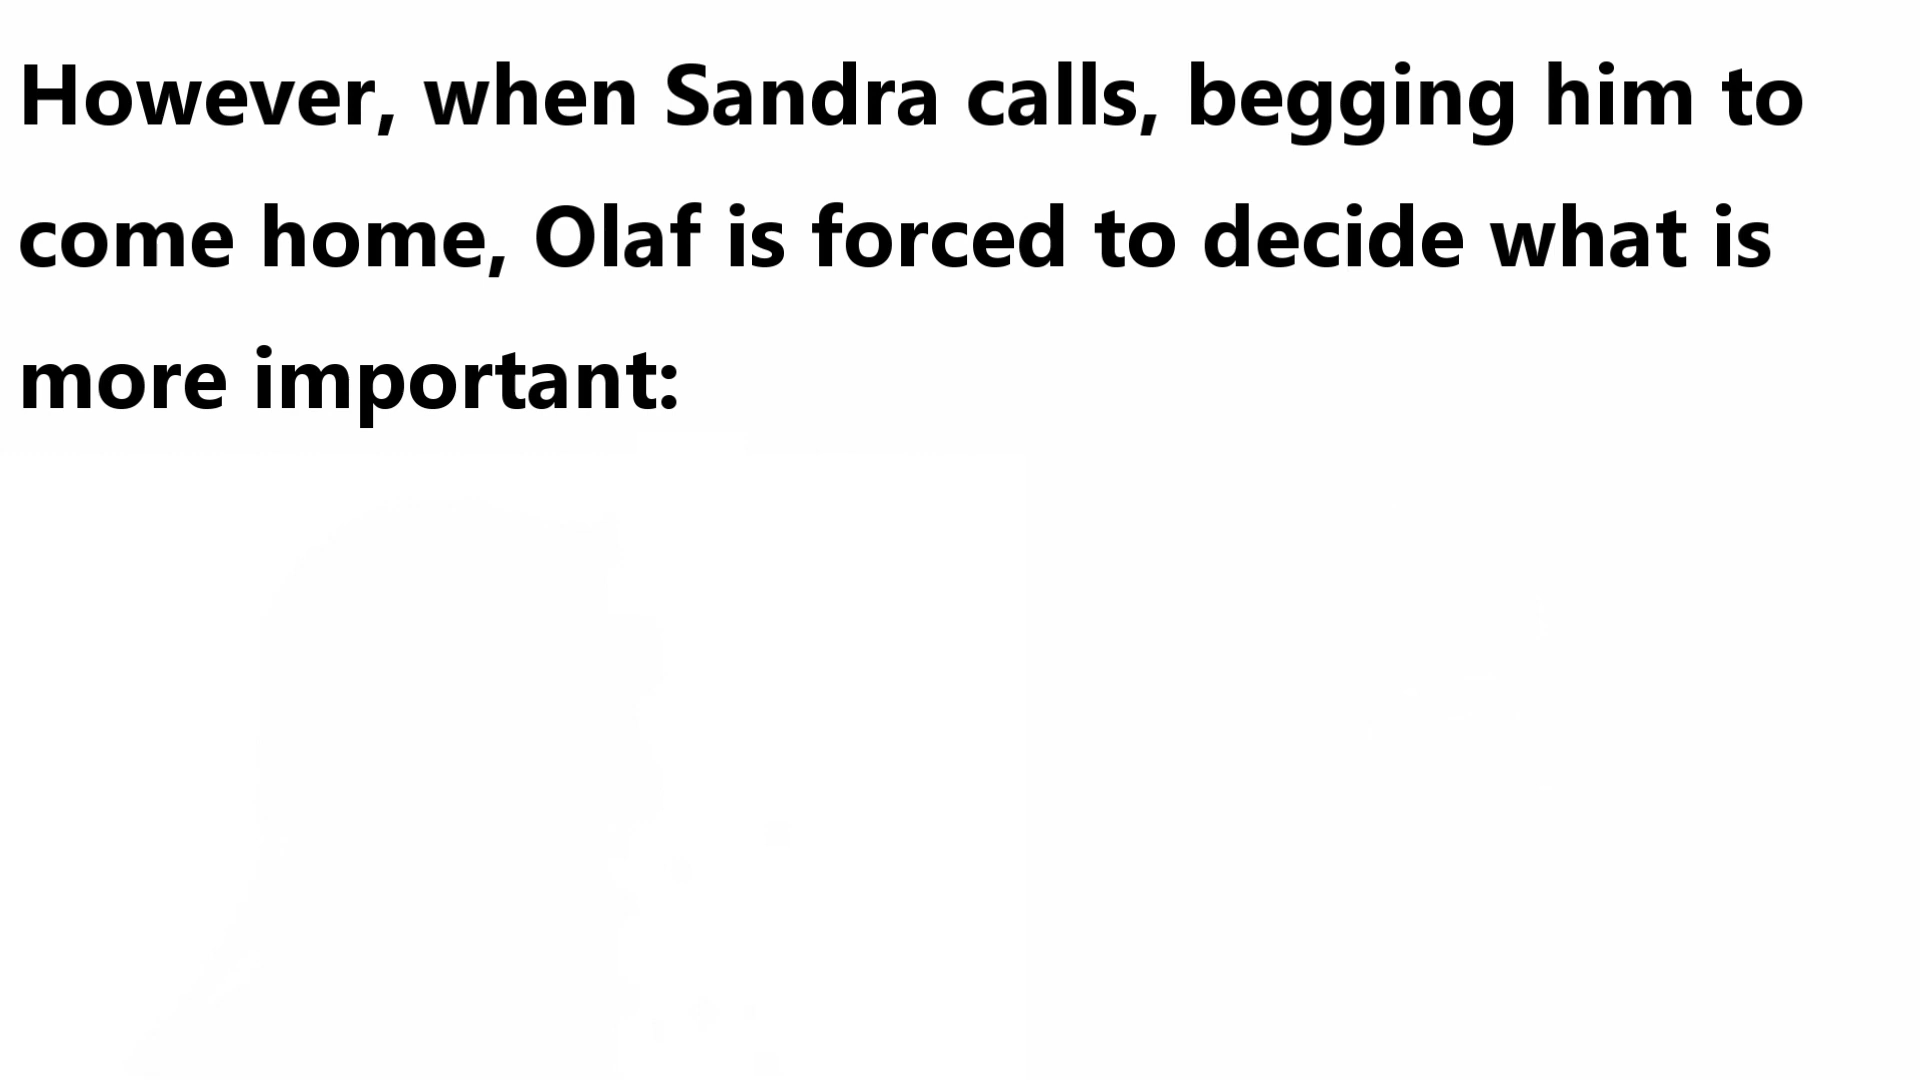 However, when Sandra calls, begging him to
come home, Olaf is forced to decide what is
more important: